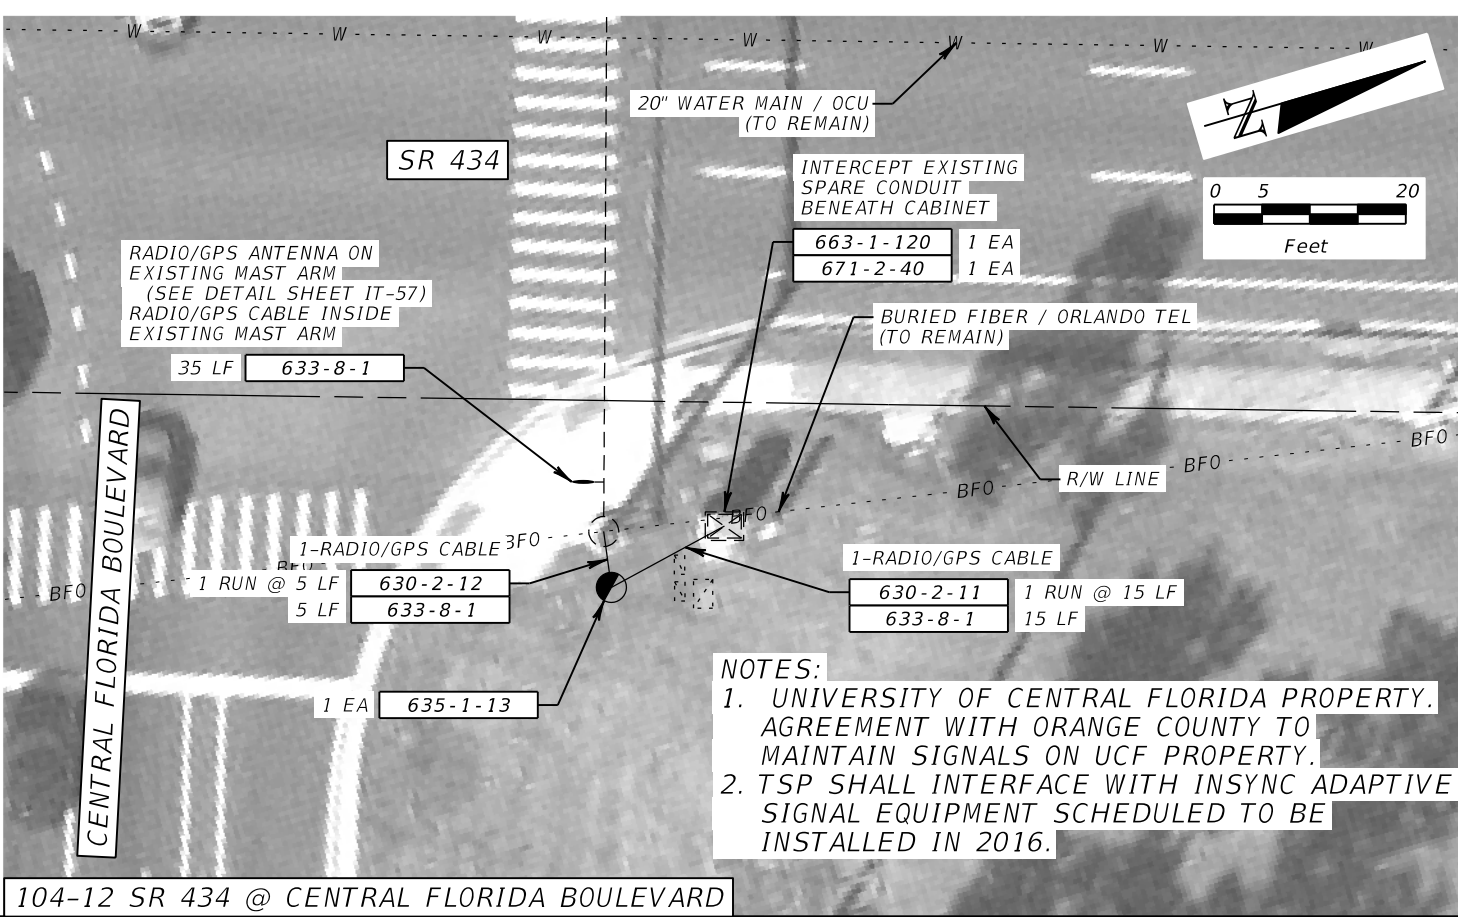 W W W W W W W
20" WATER MAIN / OCU
(TO REMAIN)
N
SR 434
INTERCEPT EXISTING
SPARE CONDUIT
BENEATH CABINET
663-1-120 1 EA
671-2-40 1 EA
0 5 20
Feet
RADIO/GPS ANTENNA ON
EXISTING MAST ARM
(SEE DETAIL SHEET IT-57)
RADIO/GPS CABLE INSIDE
EXISTING MAST ARM
35 LF 633-8-1
BURIED FIBER / ORLANDO TEL
(TO REMAIN)
R/W LINE
BFO BFO BFO BFO BFO BFO BFO
CENTRAL FLORIDA BOULEVARD
1-RADIO/GPS CABLE
1 RUN @ 5 LF 630-2-12
5 LF 633-8-1
1-RADIO/GPS CABLE
630-2-11 1 RUN @ 15 LF
633-8-1 15 LF
1 EA 635-1-13
NOTES:
1. UNIVERSITY OF CENTRAL FLORIDA PROPERTY.
AGREEMENT WITH ORANGE COUNTY TO
MAINTAIN SIGNALS ON UCF PROPERTY.
2. TSP SHALL INTERFACE WITH INSYNC ADAPTIVE
SIGNAL EQUIPMENT SCHEDULED TO BE
INSTALLED IN 2016.
104-12 SR 434 @ CENTRAL FLORIDA BOULEVARD